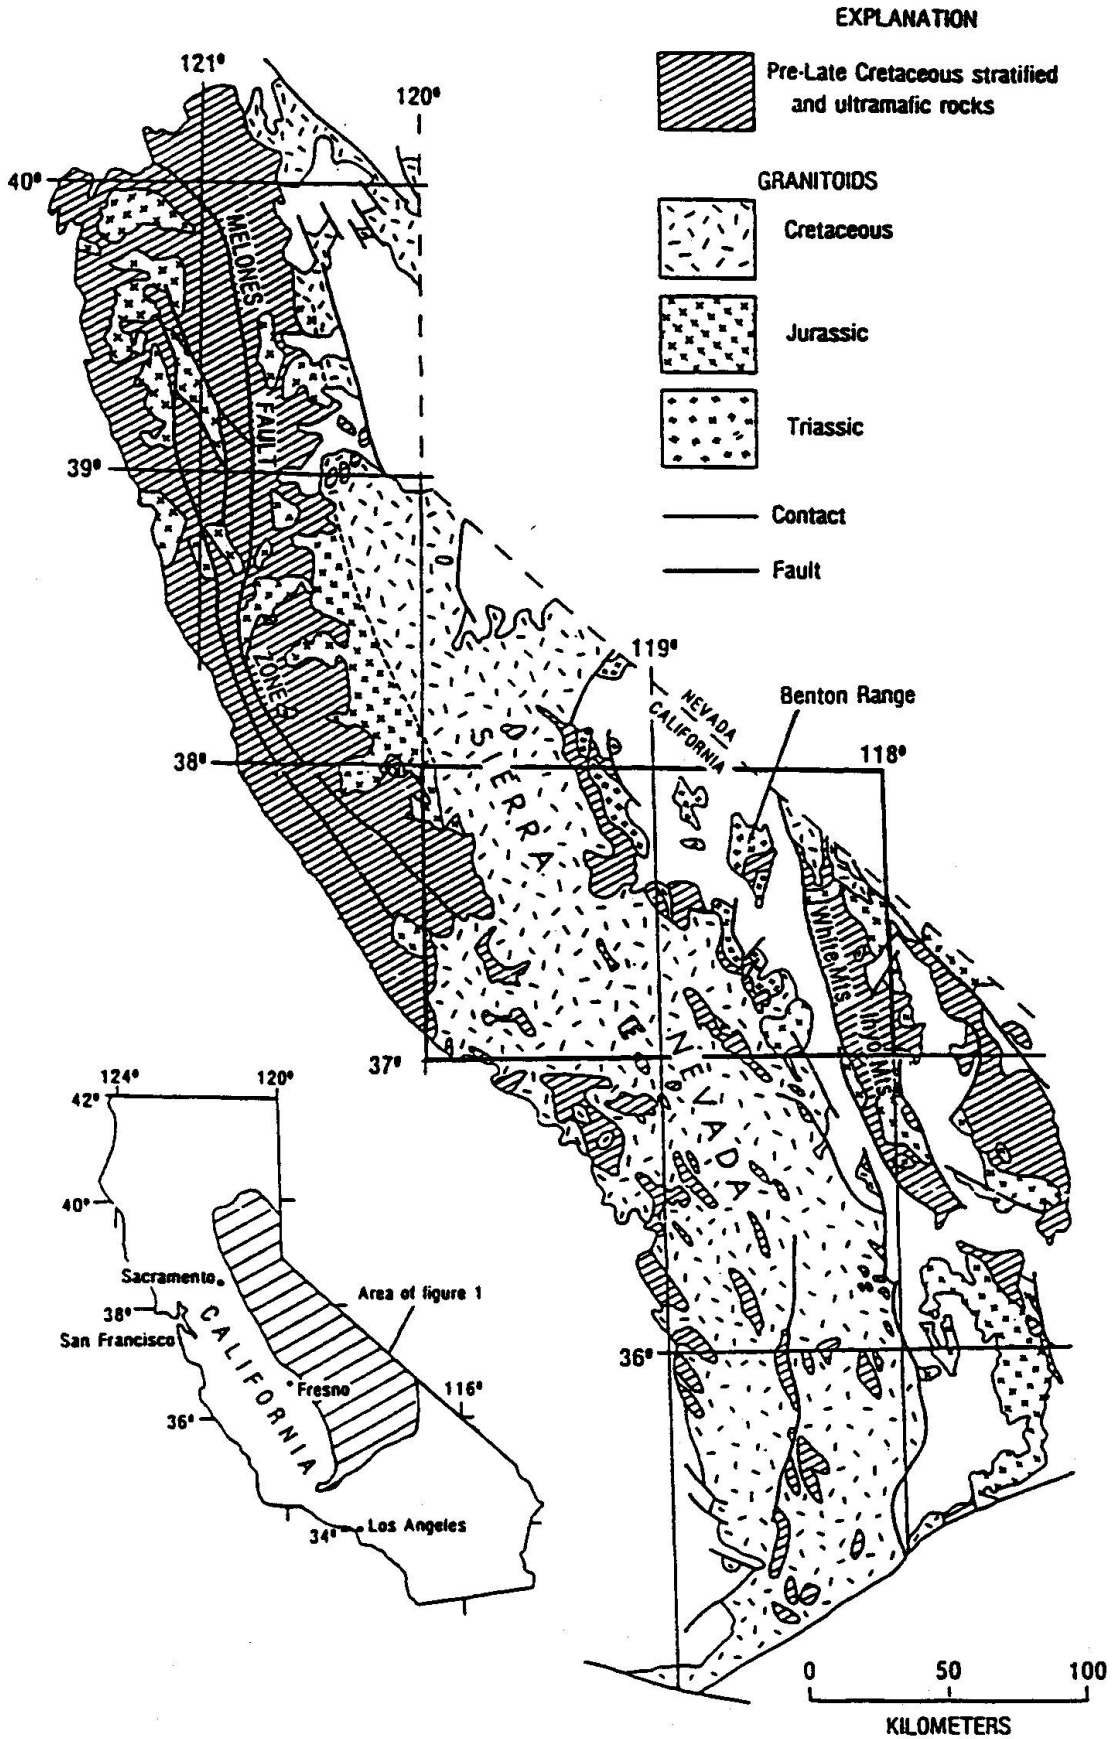 EXPLANATION
Pre-Late Cretaceous stratified
and ultramafic rocks
GRANITOIDS
Cretaceous
Jurassic
Triassic
Contact
Fault
121°
120°
40°
MELONES
FAULT
ZONE
39°
119°
NEVADA
CALIFORNIA
Benton Range
118°
38°
SIERRA
NEVADA
White Mts
Inyo Mts
37°
36°
124°
120°
42°
40°
Sacramento
38°
San Francisco
CALIFORNIA
Area of figure 1
Fresno
116°
36°
34°
Los Angeles
0 50 100
KILOMETERS